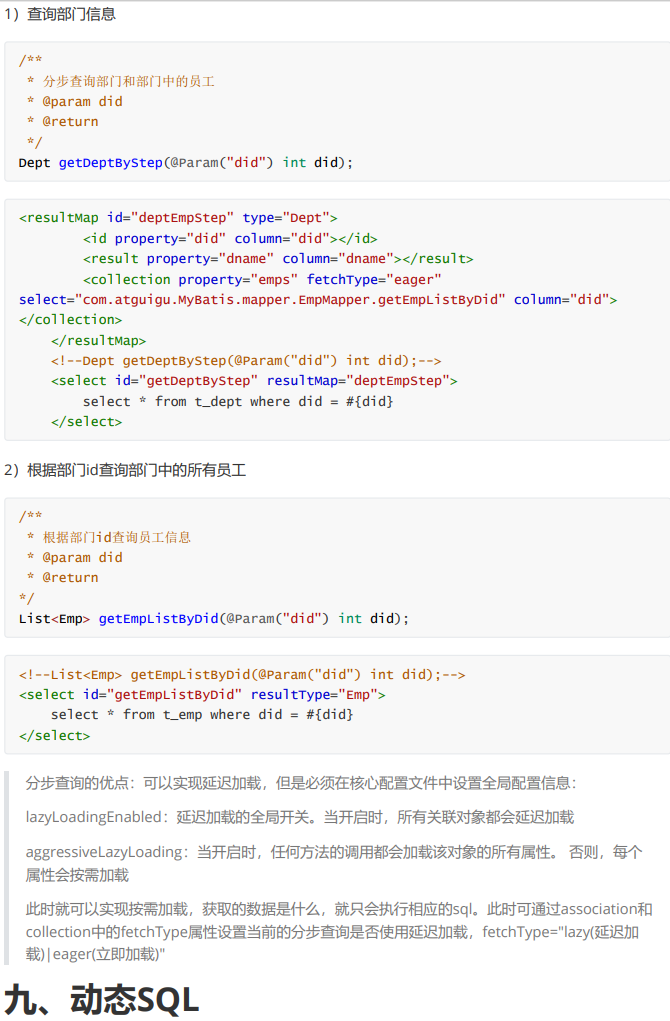 1）查询部门信息
/**
 * 分步查询部门和部门中的员工
 * @param did
 * @return
 */
Dept getDeptByStep(@Param("did") int did);
<resultMap id="deptEmpStep" type="Dept">
        <id property="did" column="did"></id>
        <result property="dname" column="dname"></result>
        <collection property="emps" fetchType="eager"
select="com.atguigu.MyBatis.mapper.EmpMapper.getEmpListByDid" column="did">
</collection>
    </resultMap>
    <!--Dept getDeptByStep(@Param("did") int did);-->
    <select id="getDeptByStep" resultMap="deptEmpStep">
        select * from t_dept where did = #{did}
    </select>
2）根据部门id查询部门中的所有员工
/**
 * 根据部门id查询员工信息
 * @param did
 * @return
*/
List<Emp> getEmpListByDid(@Param("did") int did);
<!--List<Emp> getEmpListByDid(@Param("did") int did);-->
<select id="getEmpListByDid" resultType="Emp">
    select * from t_emp where did = #{did}
</select>
分步查询的优点：可以实现延迟加载，但是必须在核心配置文件中设置全局配置信息：
lazyLoadingEnabled：延迟加载的全局开关。当开启时，所有关联对象都会延迟加载
aggressiveLazyLoading：当开启时，任何方法的调用都会加载该对象的所有属性。 否则，每个
属性会按需加载
此时就可以实现按需加载，获取的数据是什么，就只会执行相应的sql。此时可通过association和
collection中的fetchType属性设置当前的分步查询是否使用延迟加载，fetchType="lazy(延迟加
载)|eager(立即加载)"
九、动态SQL